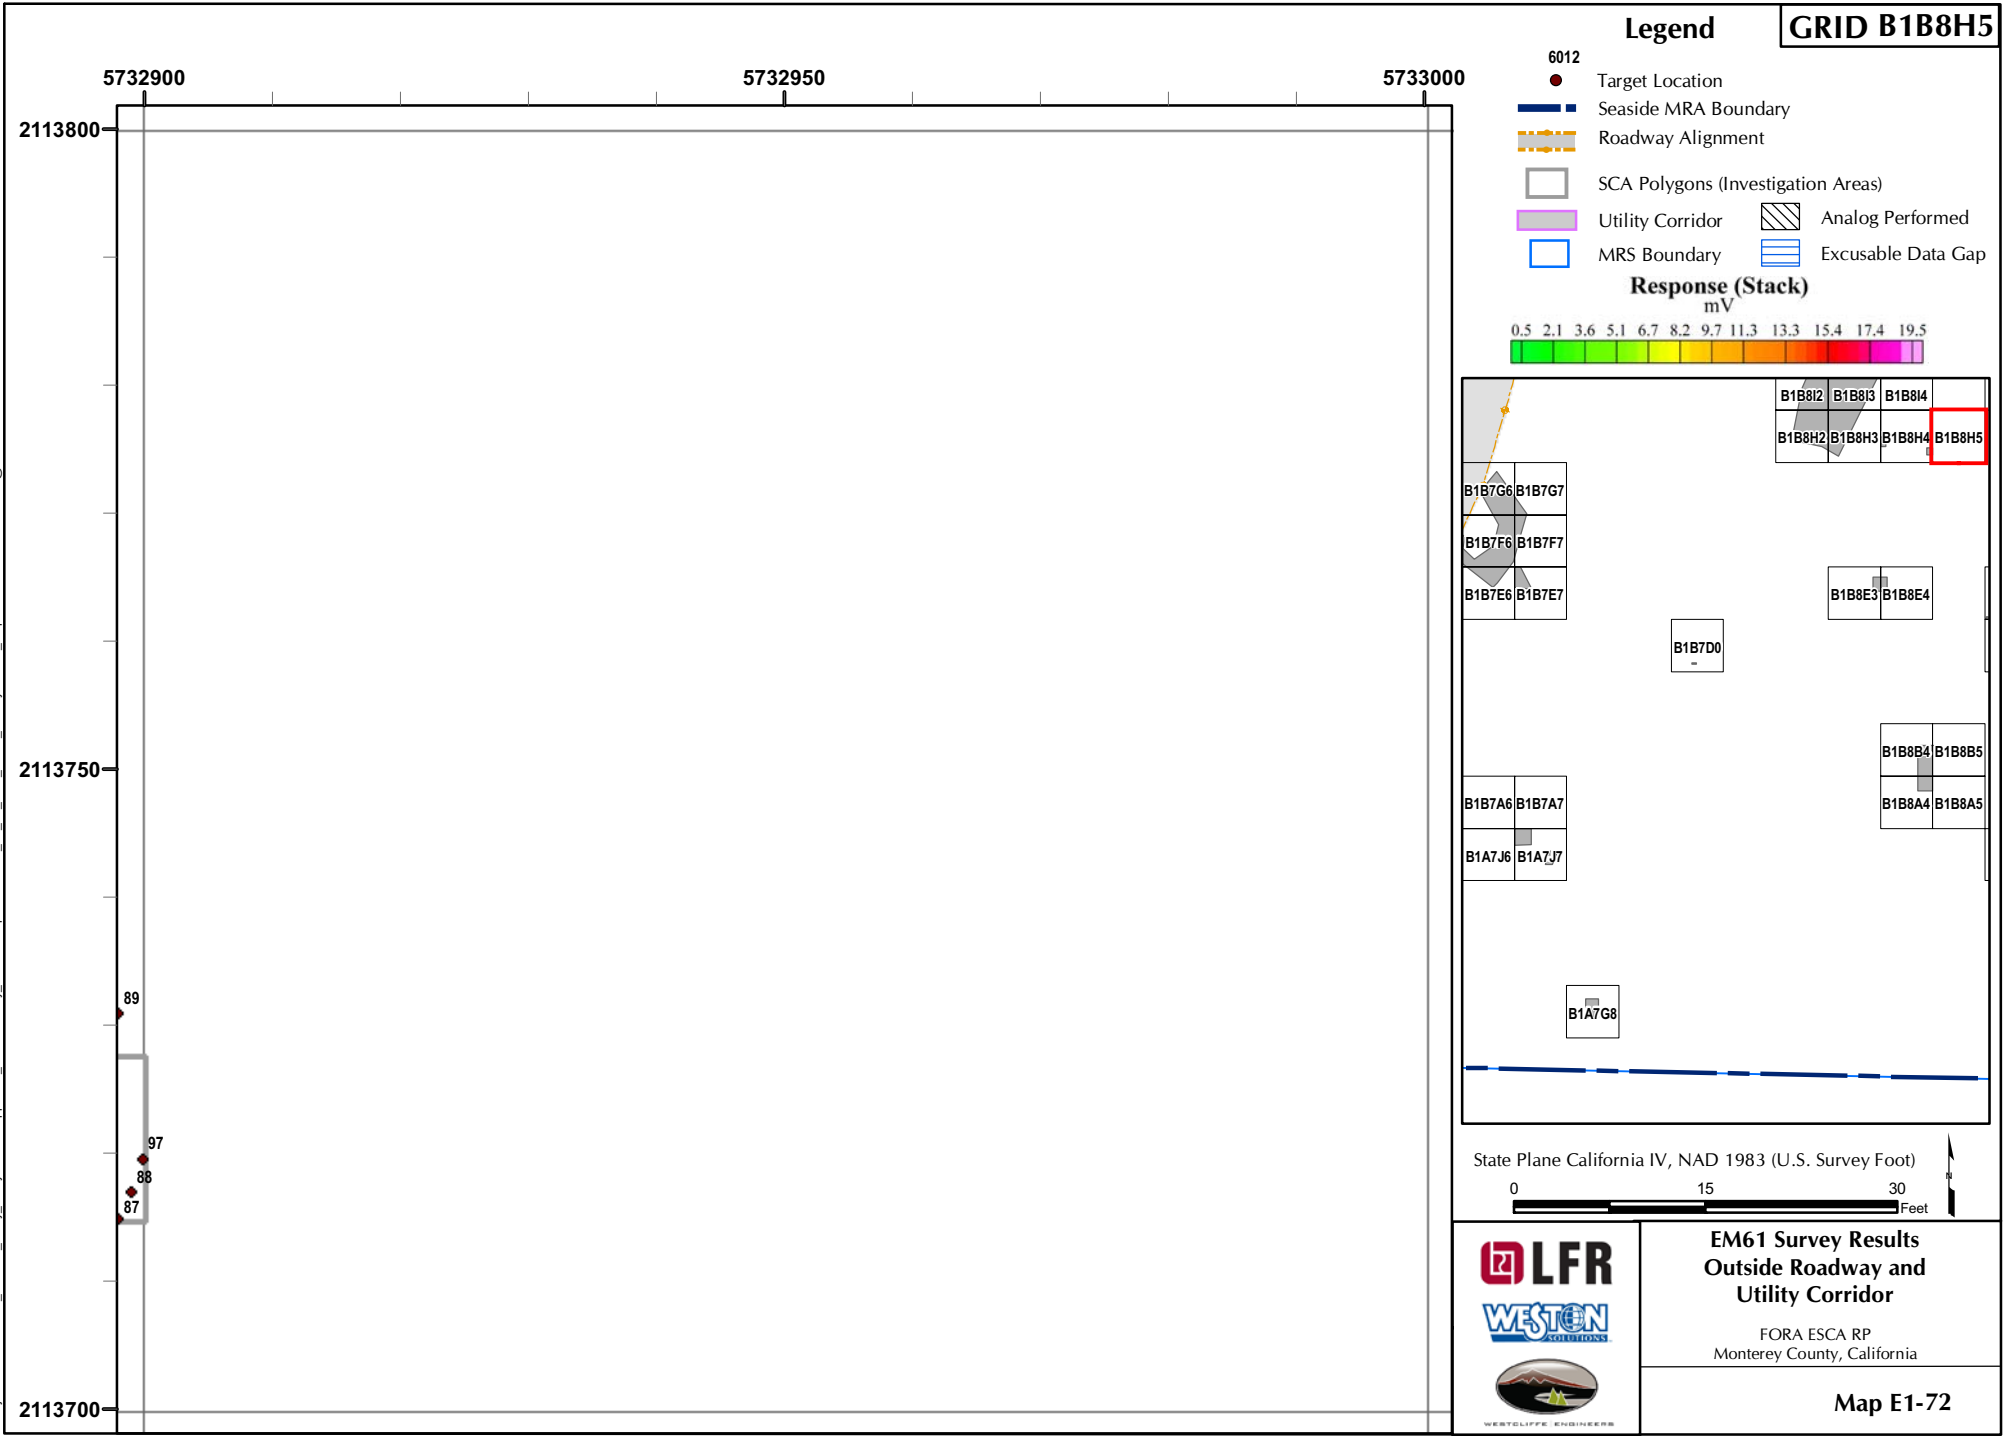 GRID B1B8H5
Legend
6012
Target Location
Seaside MRA Boundary
Roadway Alignment
SCA Polygons (Investigation Areas)
Utility Corridor
Analog Performed
MRS Boundary
Excusable Data Gap
Response (Stack)
mV
0.5 2.1 3.6 5.1 6.7 8.2 9.7 11.3 13.3 15.4 17.4 19.5
5732900 5732950 5733000
2113800
2113750
2113700
89
97
88
87
B1B8I2 B1B8I3 B1B8I4
B1B8H2 B1B8H3 B1B8H4 B1B8H5
B1B7G6 B1B7G7
B1B7F6 B1B7F7
B1B7E6 B1B7E7
B1B8E3 B1B8E4
B1B7D0
B1B8B4 B1B8B5
B1B7A6 B1B7A7
B1B8A4 B1B8A5
B1A7J6 B1A7J7
B1A7G8
State Plane California IV, NAD 1983 (U.S. Survey Foot)
N
0 15 30
Feet
LFR
WESTON
SOLUTIONS
WESTCLIFFE ENGINEERS
EM61 Survey Results
Outside Roadway and
Utility Corridor
FORA ESCA RP
Monterey County, California
Map E1-72